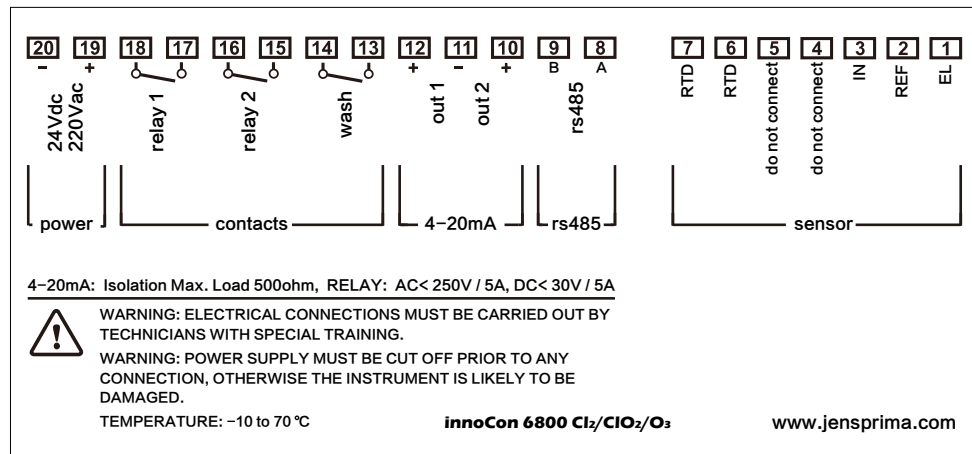 20 19 18 17 16 15 14 13 12 11 10 9 8 7 6 5 4 3 2 1
− + + − + B A
24Vdc
220Vac
relay 1
relay 2
wash
out 1
out 2
rs485
RTD
RTD
do not connect
do not connect
IN
REF
EL
power contacts 4−20mA rs485 sensor
4−20mA: Isolation Max. Load 500ohm, RELAY: AC< 250V / 5A, DC< 30V / 5A
WARNING: ELECTRICAL CONNECTIONS MUST BE CARRIED OUT BY
TECHNICIANS WITH SPECIAL TRAINING.
WARNING: POWER SUPPLY MUST BE CUT OFF PRIOR TO ANY
CONNECTION, OTHERWISE THE INSTRUMENT IS LIKELY TO BE
DAMAGED.
TEMPERATURE: −10 to 70 ℃ innoCon 6800 Cl₂/ClO₂/O₃ www.jensprima.com